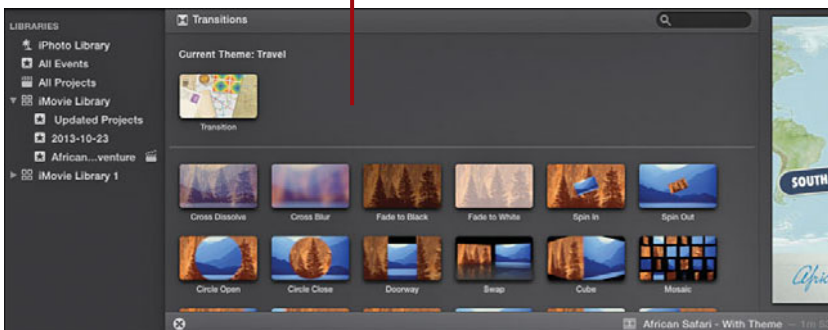 LIBRARIES
iPhoto Library
All Events
All Projects
iMovie Library
Updated Projects
2013-10-23
African...venture
iMovie Library 1
Transitions
Current Theme: Travel
Transition
Cross Dissolve
Cross Blur
Fade to Black
Fade to White
Spin In
Spin Out
Circle Open
Circle Close
Doorway
Swap
Cube
Mosaic
SOUTH
African Safari - With Theme